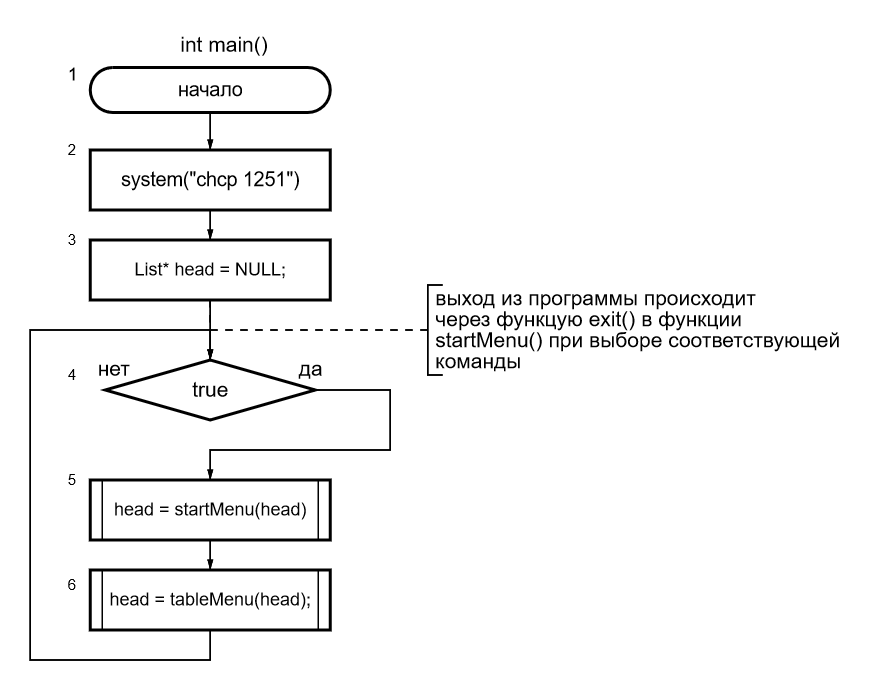 int main()
1
начало
2
system("chcp 1251")
3
List* head = NULL;
выход из программы происходит
через функцую exit() в функции
startMenu() при выборе соответствующей
команды
4
нет
да
true
5
head = startMenu(head)
6
head = tableMenu(head);